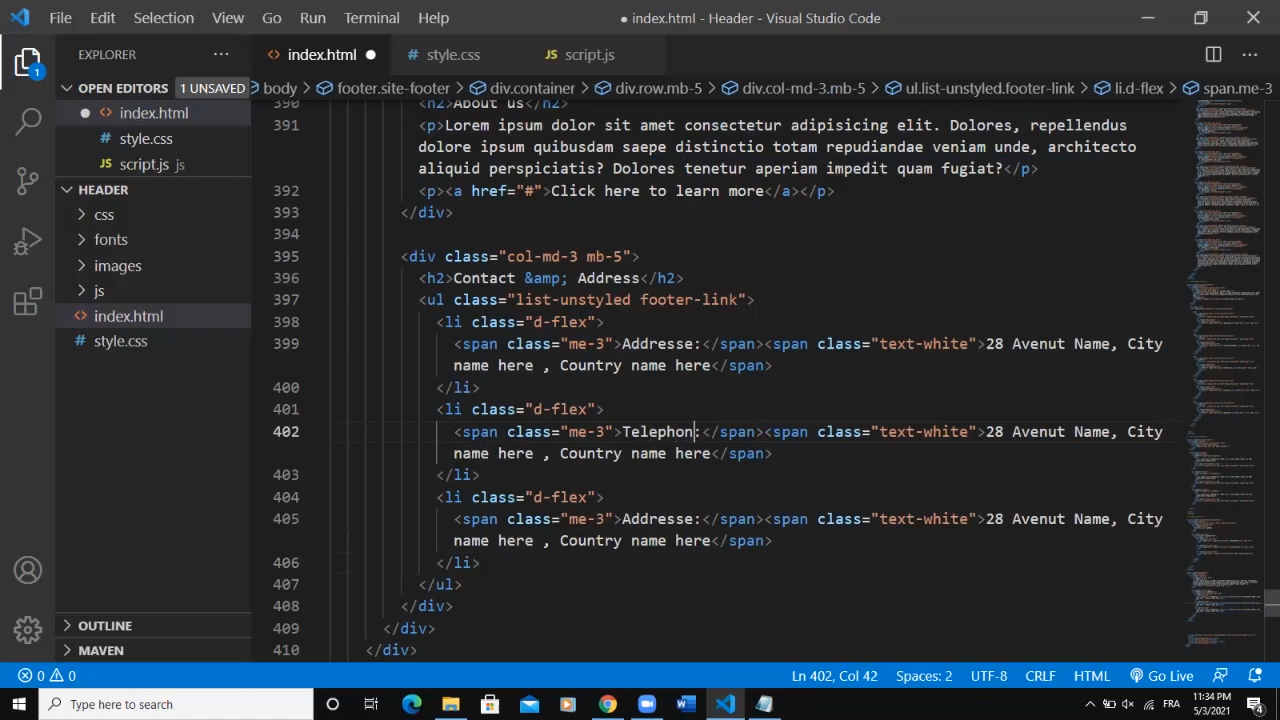 File Edit Selection View Go Run Terminal Help ● index.html - Header - Visual Studio Code
EXPLORER ··· <> index.html ● # style.css JS script.js ···
OPEN EDITORS 1 UNSAVED body > footer.site-footer > div.container > div.row.mb-5 > div.col-md-3.mb-5 > ul.list-unstyled.footer-link > li.d-flex > span.me-3
1
● <> index.html
# style.css
JS script.js js
HEADER
> css
> fonts
> images
> js
<> index.html
# style.css
OUTLINE
MAVEN
390 <h2>About us</h2>
391 <p>Lorem ipsum dolor sit amet consectetur adipisicing elit. Dolores, repellendus
dolore ipsam quibusdam saepe distinctio totam repudiandae veniam unde, architecto
392 <p><a href="#">Click here to learn more</a></p>
393 </div>
394
395 <div class="col-md-3 mb-5">
396 <h2>Contact &amp; Address</h2>
397 <ul class="list-unstyled footer-link">
398 <li class="d-flex">
399 <span class="me-3">Addresse:</span><span class="text-white">28 Avenut Name, City
name here , Country name here</span>
400 </li>
401 <li class="d-flex">
402 <span class="me-3">Telephon:</span><span class="text-white">28 Avenut Name, City
name here , Country name here</span>
403 </li>
404 <li class="d-flex">
405 <span class="me-3">Addresse:</span><span class="text-white">28 Avenut Name, City
name here , Country name here</span>
406 </li>
407 </ul>
408 </div>
409 </div>
410 </div>
0 0 Ln 402, Col 42 Spaces: 2 UTF-8 CRLF HTML Go Live
Type here to search FRA 11:34 PM
5/3/2021 4